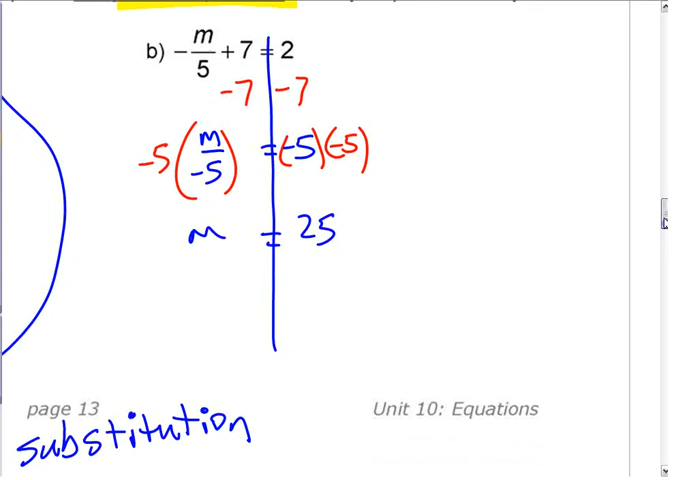 b) -m/5 + 7 = 2
-7 -7
-5(m/-5) = (-5)(-5)
m = 25
page 13 Unit 10: Equations
substitution